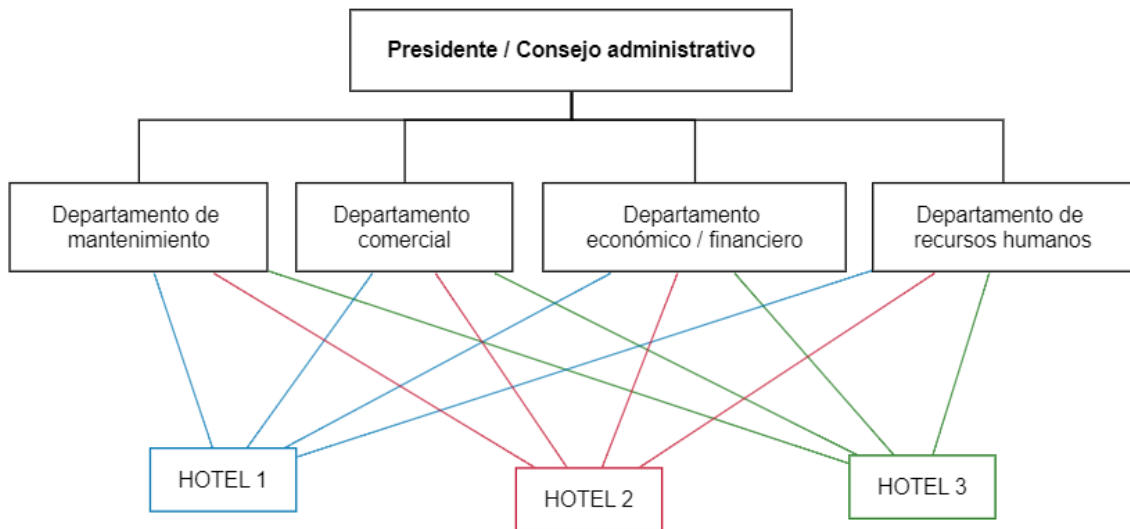 Presidente / Consejo administrativo
Departamento de
mantenimiento
Departamento
comercial
Departamento
económico / financiero
Departamento de
recursos humanos
HOTEL 1
HOTEL 2
HOTEL 3